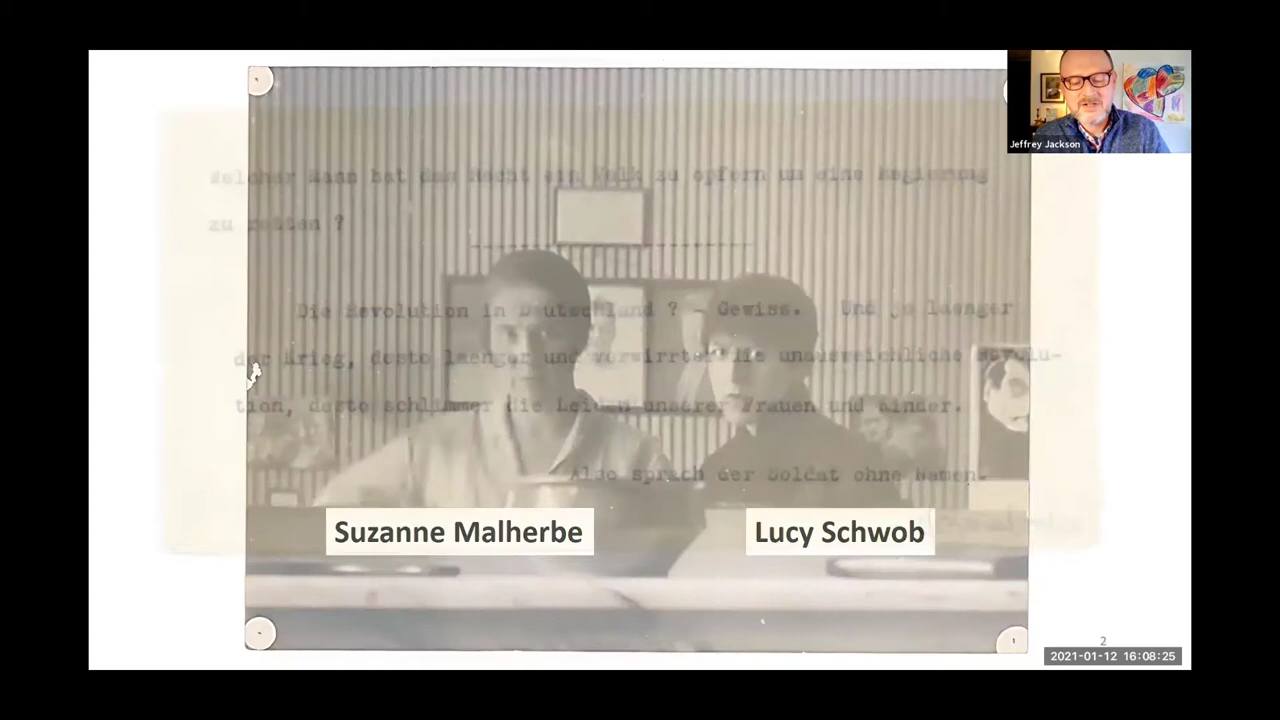 Jeffrey Jackson
Welcher Mann hat das Recht ein Volk zu opfern um eine Regierung
zu retten ?
Die Revolution in Deutschland ? - Gewiss. Und je laenger
der Krieg, desto laenger und verwirrter die unausweichliche Revolu-
tion, desto schlimmer die Leiden unsrer Frauen und Kinder.
Also sprach der Soldat ohne Namen.
Suzanne Malherbe
Lucy Schwob
2
2021-01-12 16:08:25